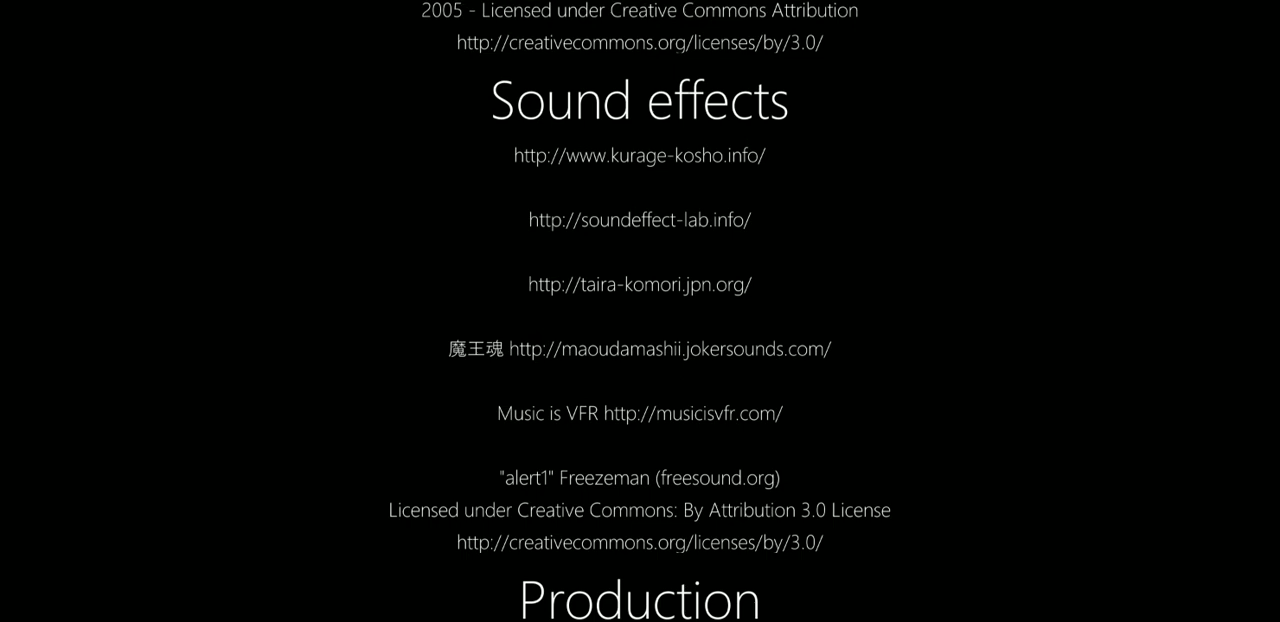 2005 - Licensed under Creative Commons Attribution
http://creativecommons.org/licenses/by/3.0/
Sound effects
http://www.kurage-kosho.info/
http://soundeffect-lab.info/
http://taira-komori.jpn.org/
魔王魂 http://maoudamashii.jokersounds.com/
Music is VFR http://musicisvfr.com/
"alert1" Freezeman (freesound.org)
Licensed under Creative Commons: By Attribution 3.0 License
http://creativecommons.org/licenses/by/3.0/
Production